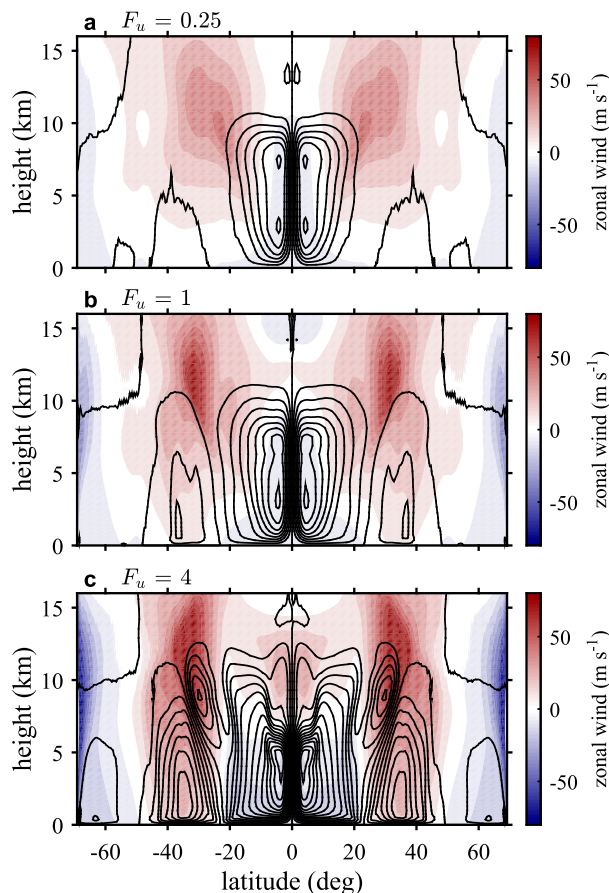 a F_u = 0.25
15
10
5
0
height (km)
50
0
-50
zonal wind (m s⁻¹)
b F_u = 1
15
10
5
0
height (km)
50
0
-50
zonal wind (m s⁻¹)
c F_u = 4
15
10
5
0
height (km)
50
0
-50
zonal wind (m s⁻¹)
-60 -40 -20 0 20 40 60
latitude (deg)